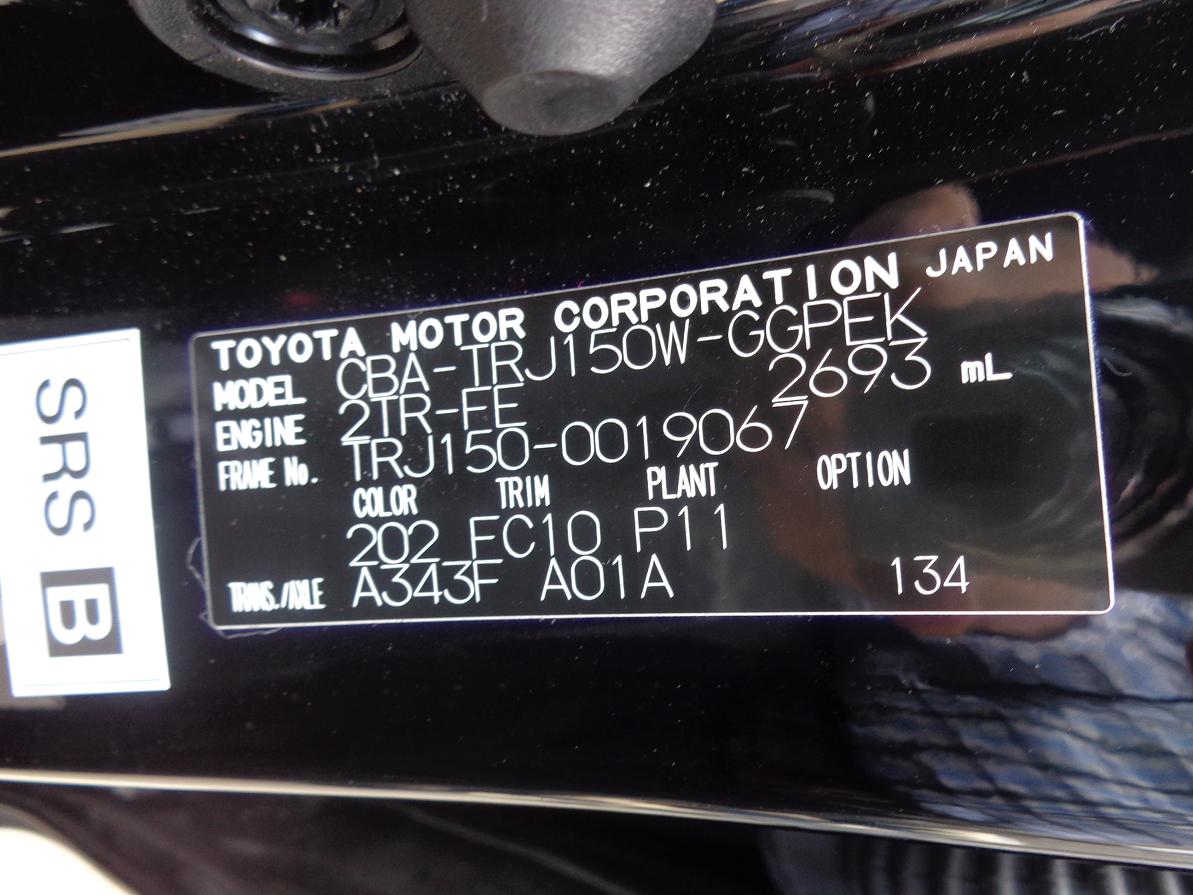 TOYOTA MOTOR CORPORATION JAPAN
MODEL CBA-TRJ150W-GGPEK
ENGINE 2TR-FE 2693 mL
FRAME No. TRJ150-0019067
COLOR TRIM PLANT OPTION
202 FC10 P11
TRANS./AXLE A343F A01A 134
SRS B